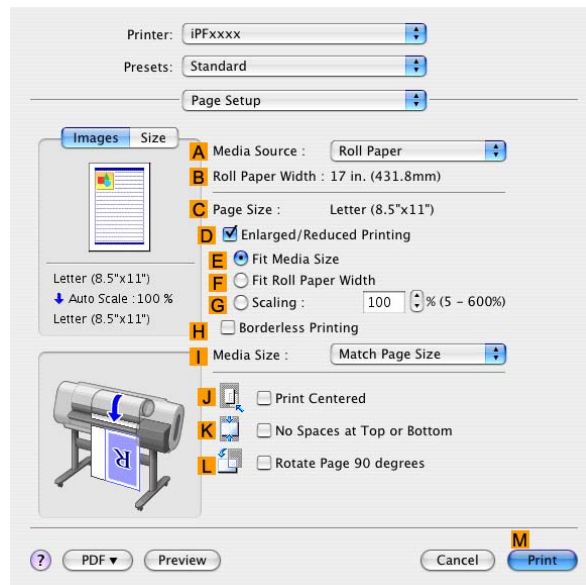 Printer: iPFxxxx
Presets: Standard
Page Setup
Images Size
A Media Source : Roll Paper
B Roll Paper Width : 17 in. (431.8mm)
C Page Size : Letter (8.5"x11")
D Enlarged/Reduced Printing
E Fit Media Size
F Fit Roll Paper Width
G Scaling : 100 % (5 - 600%)
Letter (8.5"x11")
Auto Scale :100 %
Letter (8.5"x11")
H Borderless Printing
I Media Size : Match Page Size
J Print Centered
K No Spaces at Top or Bottom
L Rotate Page 90 degrees
R
M
? PDF Preview Cancel Print